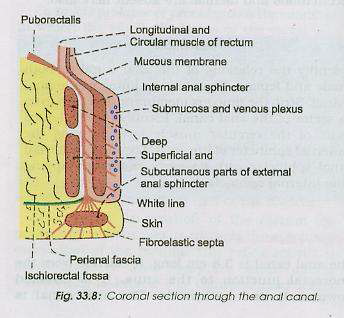 Puborectalis
Longitudinal and
Circular muscle of rectum
Mucous membrane
Internal anal sphincter
Submucosa and venous plexus
Deep
Superficial and
Subcutaneous parts of external
anal sphincter
White line
Skin
Fibroelastic septa
Perianal fascia
Ischiorectal fossa
Fig. 33.8: Coronal section through the anal canal.